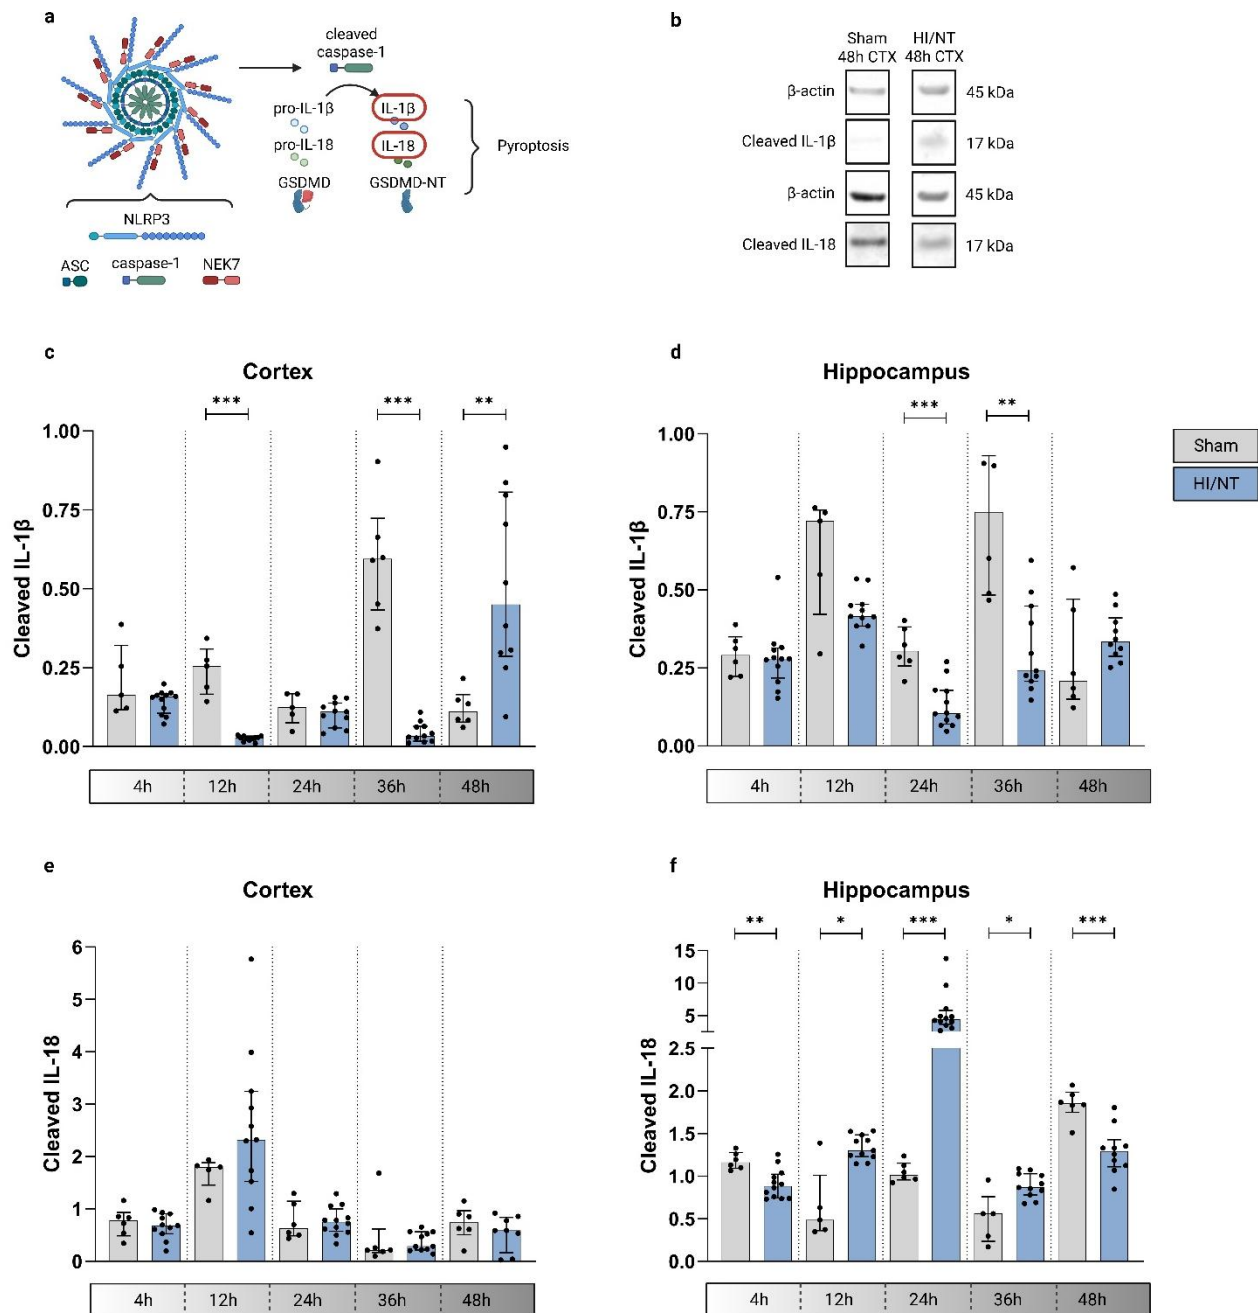 a
cleaved
caspase-1
pro-IL-1β
IL-1β
pro-IL-18
IL-18
Pyroptosis
GSDMD
GSDMD-NT
NLRP3
ASC
caspase-1
NEK7
b
Sham
48h CTX
HI/NT
48h CTX
β-actin
45 kDa
Cleaved IL-1β
17 kDa
β-actin
45 kDa
Cleaved IL-18
17 kDa
c
Cortex
***
***
**
1.00
0.75
0.50
0.25
0.00
Cleaved IL-1β
4h
12h
24h
36h
48h
d
Hippocampus
***
**
1.00
0.75
0.50
0.25
0.00
Cleaved IL-1β
4h
12h
24h
36h
48h
Sham
HI/NT
e
Cortex
6
5
4
3
2
1
0
Cleaved IL-18
4h
12h
24h
36h
48h
f
Hippocampus
**
*
***
*
***
15
10
5
2.5
2.0
1.5
1.0
0.5
0.0
Cleaved IL-18
4h
12h
24h
36h
48h